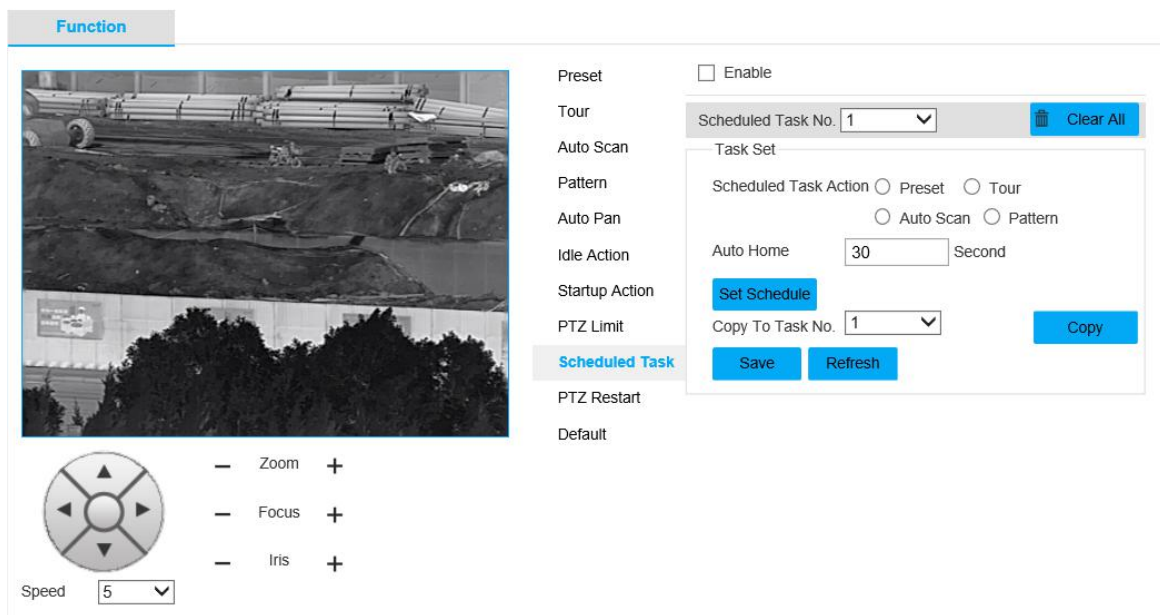 Function
Preset
Tour
Auto Scan
Pattern
Auto Pan
Idle Action
Startup Action
PTZ Limit
Scheduled Task
PTZ Restart
Default
Enable
Scheduled Task No. 1
Clear All
Task Set
Scheduled Task Action Preset Tour
Auto Scan Pattern
Auto Home 30 Second
Set Schedule
Copy To Task No. 1
Copy
Save Refresh
− Zoom +
− Focus +
− Iris +
Speed 5